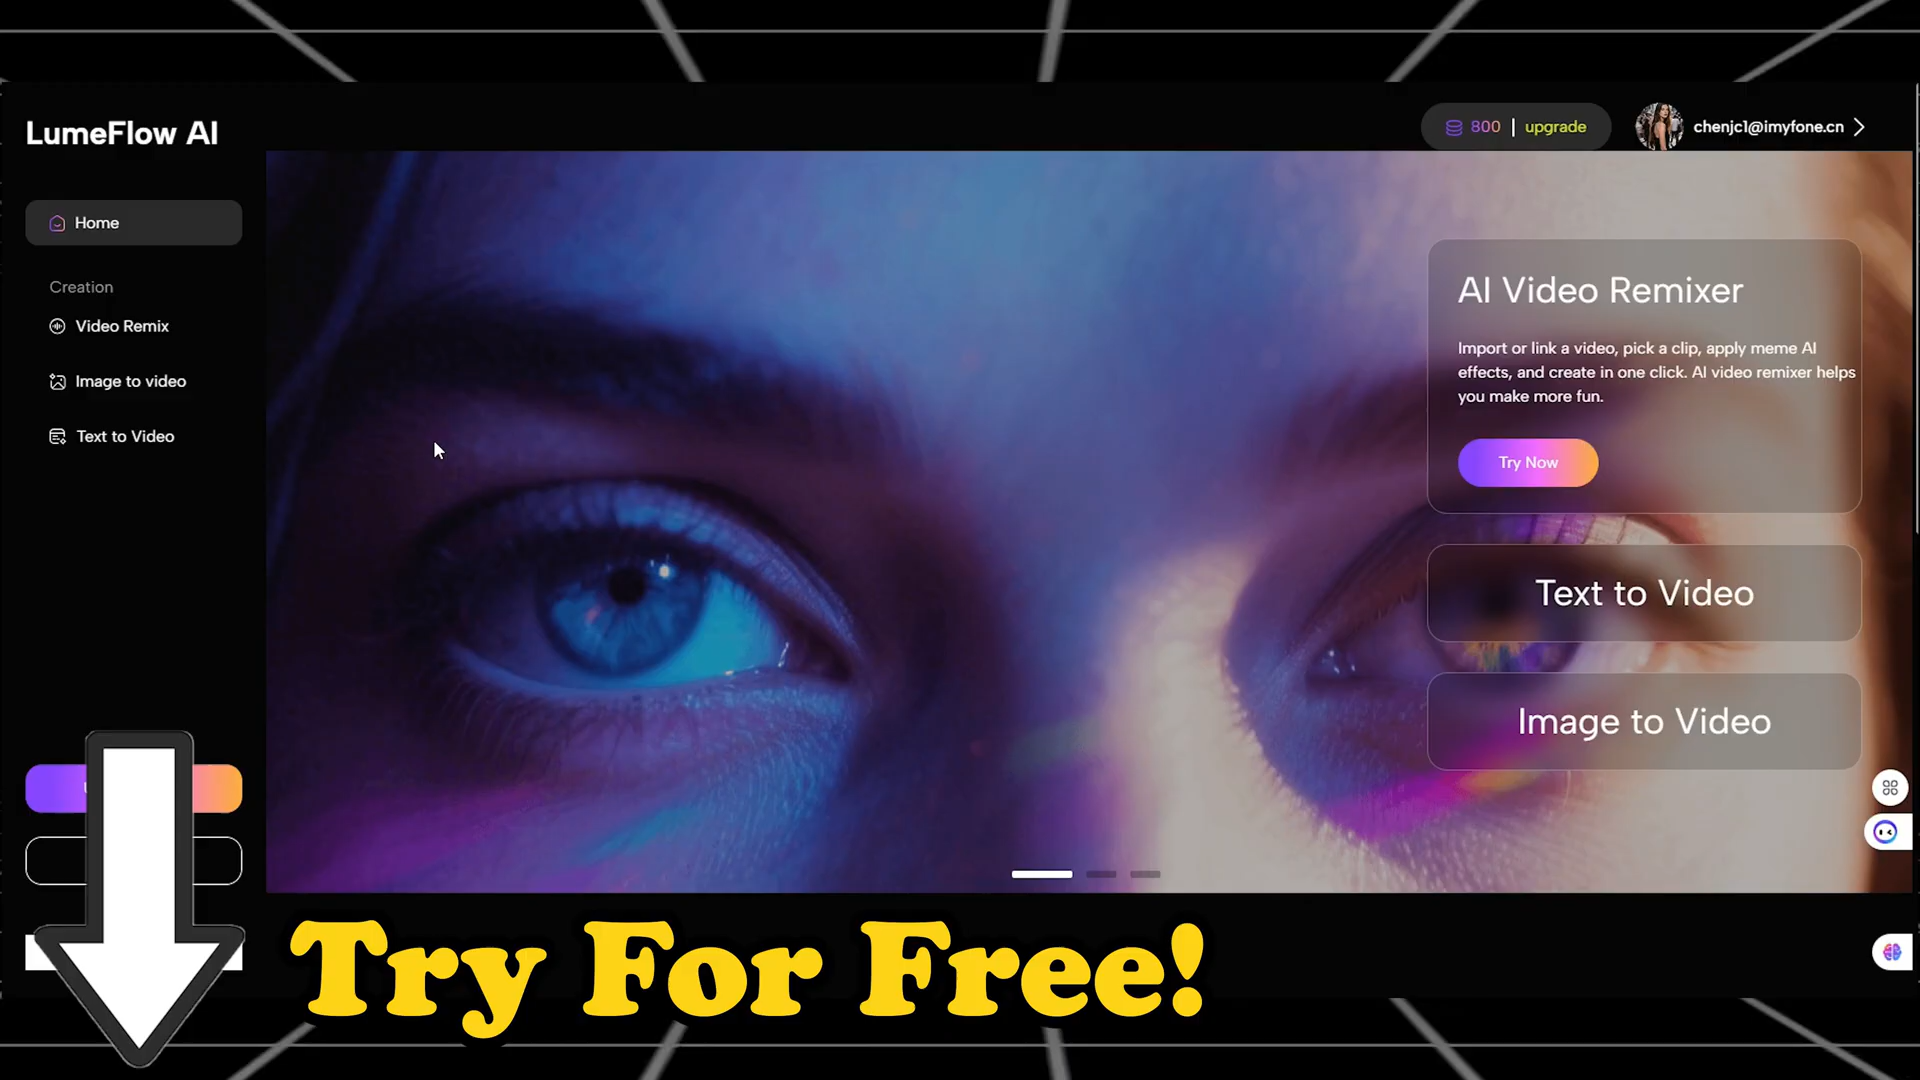 LumeFlow AI
800 | upgrade
chenjc1@imyfone.cn
Home
Creation
Video Remix
Image to video
Text to Video
AI Video Remixer
Import or link a video, pick a clip, apply meme AI
effects, and create in one click. AI video remixer helps
you make more fun.
Try Now
Text to Video
Image to Video
Try For Free!